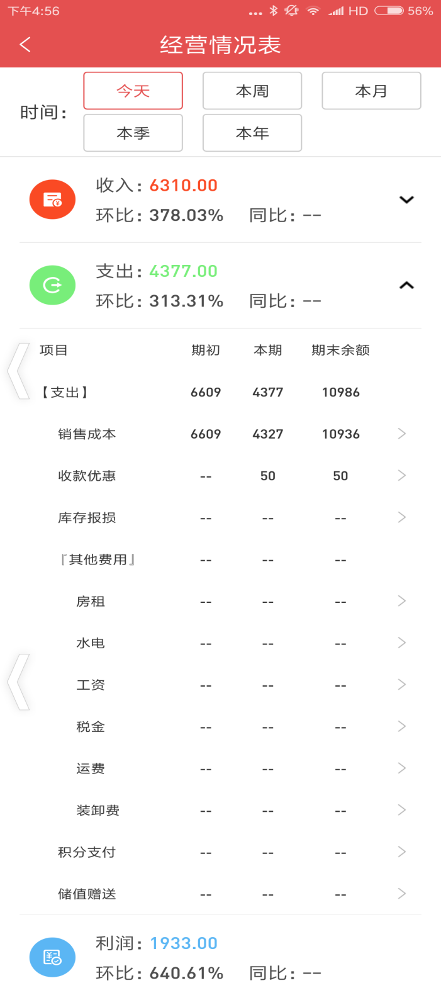 下午4:56 ... HD 56%
经营情况表
时间： 今天 本周 本月
本季 本年
收入：6310.00
环比：378.03% 同比：--
支出：4377.00
环比：313.31% 同比：--
项目 期初 本期 期末余额
【支出】 6609 4377 10986
销售成本 6609 4327 10936
收款优惠 -- 50 50
库存报损 -- -- --
『其他费用』 -- -- --
房租 -- -- --
水电 -- -- --
工资 -- -- --
税金 -- -- --
运费 -- -- --
装卸费 -- -- --
积分支付 -- -- --
储值赠送 -- -- --
利润：1933.00
环比：640.61% 同比：--